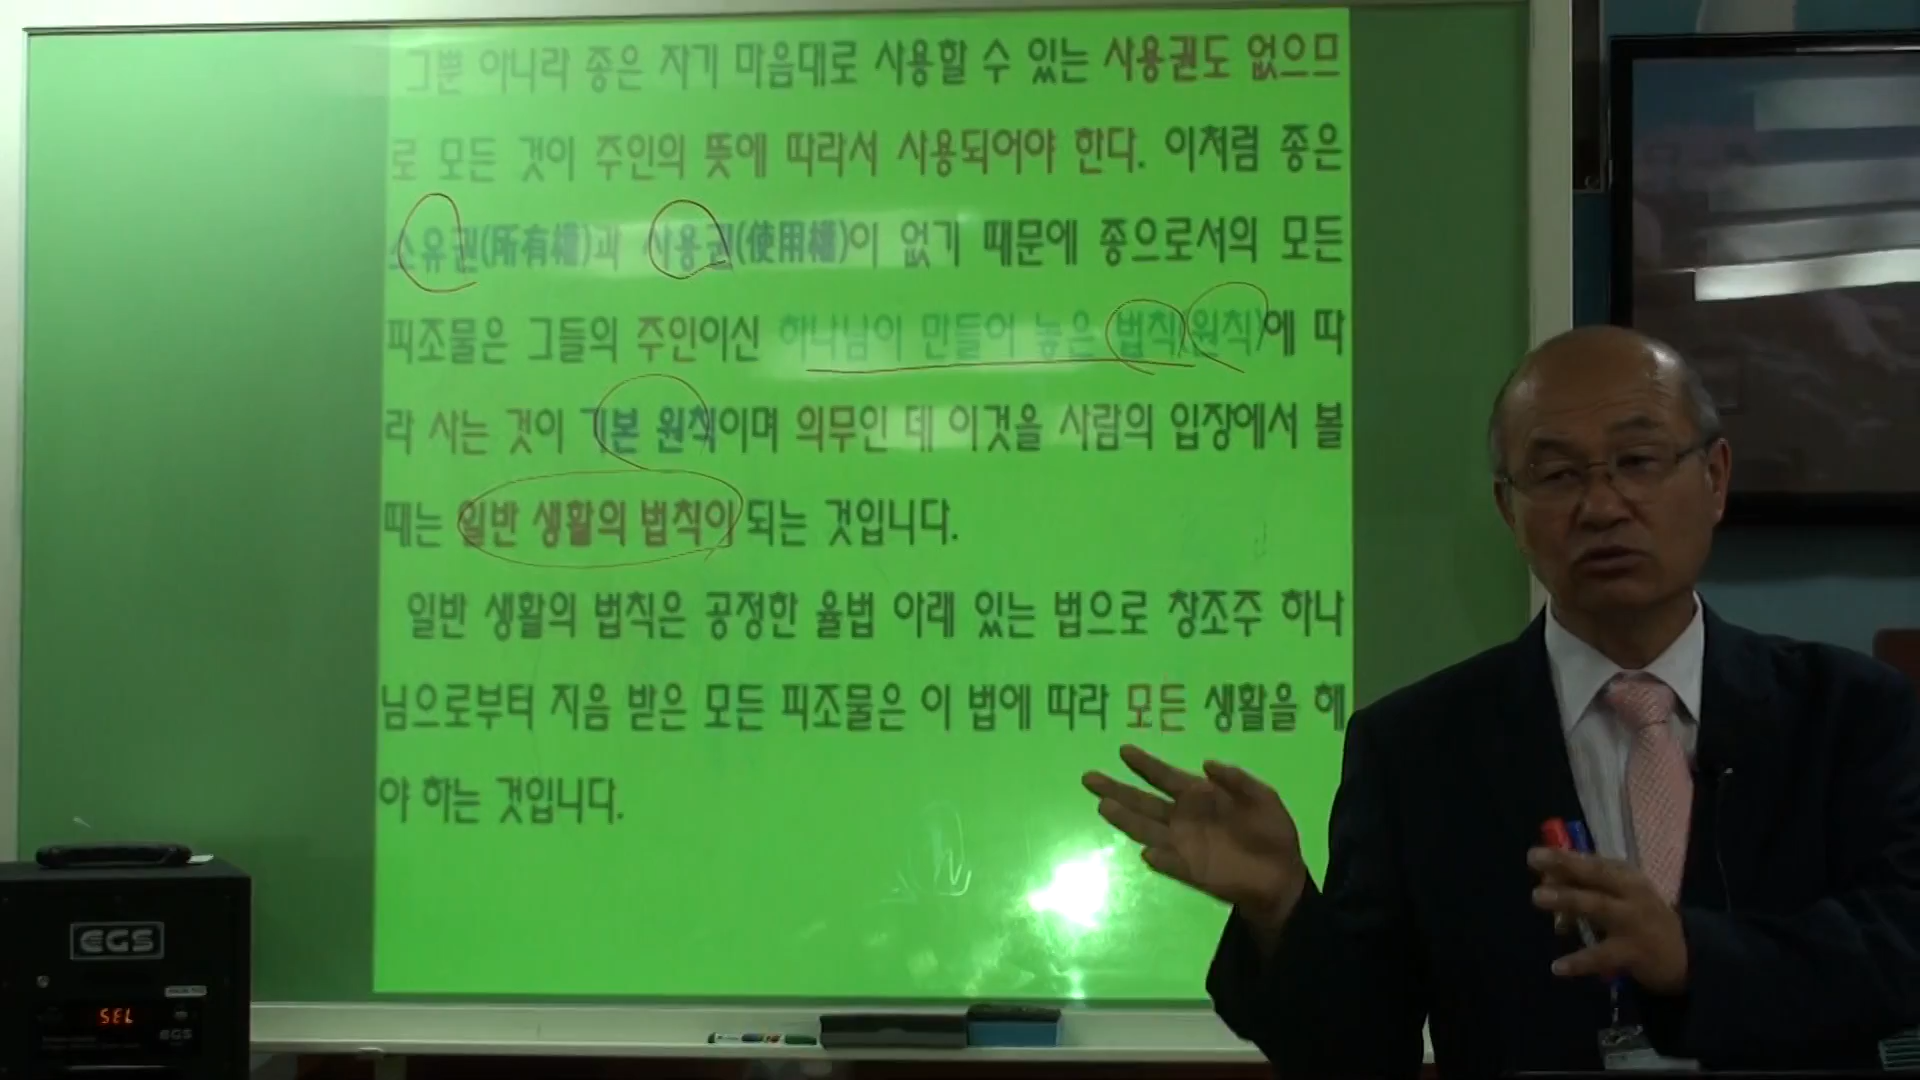 그뿐 아니라 종은 자기 마음대로 사용할 수 있는 사용권도 없으므
로 모든 것이 주인의 뜻에 따라서 사용되어야 한다. 이처럼 종은
소유권(所有權)과 사용권(使用權)이 없기 때문에 종으로서의 모든
피조물은 그들의 주인이신 하나님이 만들어 놓은 법칙(원칙)에 따
라 사는 것이 기본 원칙이며 의무인 데 이것을 사람의 입장에서 볼
때는 일반 생활의 법칙이 되는 것입니다.
일반 생활의 법칙은 공정한 율법 아래 있는 법으로 창조주 하나
님으로부터 지음 받은 모든 피조물은 이 법에 따라 모든 생활을 해
야 하는 것입니다.
EGS
SEL
EGS